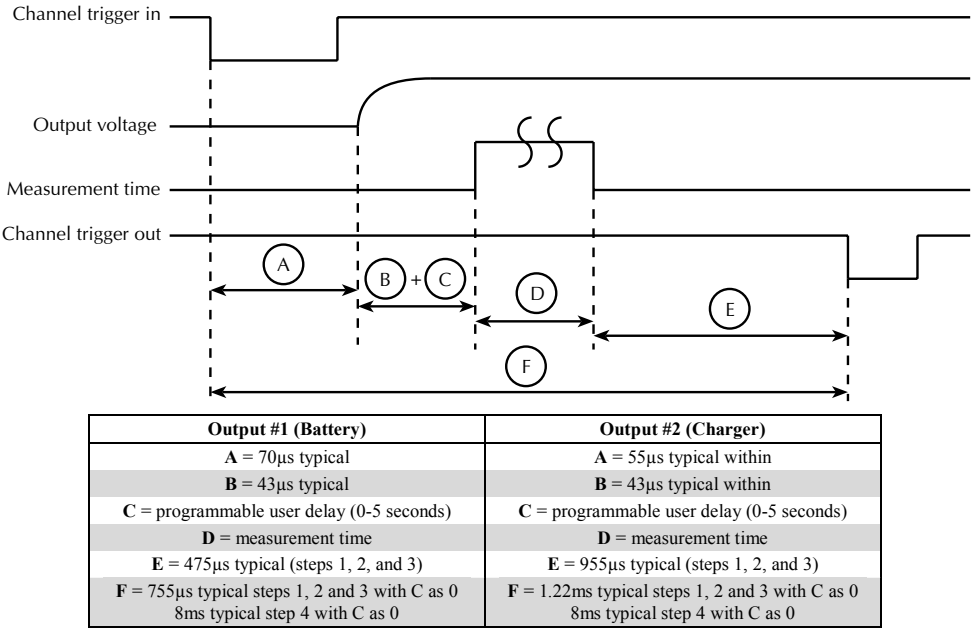 Channel trigger in
Output voltage
Measurement time
Channel trigger out
A
B + C
D
E
F
Output #1 (Battery) Output #2 (Charger)
A = 70µs typical A = 55µs typical within
B = 43µs typical B = 43µs typical within
C = programmable user delay (0-5 seconds) C = programmable user delay (0-5 seconds)
D = measurement time D = measurement time
E = 475µs typical (steps 1, 2, and 3) E = 955µs typical (steps 1, 2, and 3)
F = 755µs typical steps 1, 2 and 3 with C as 0 F = 1.22ms typical steps 1, 2 and 3 with C as 0
8ms typical step 4 with C as 0 8ms typical step 4 with C as 0